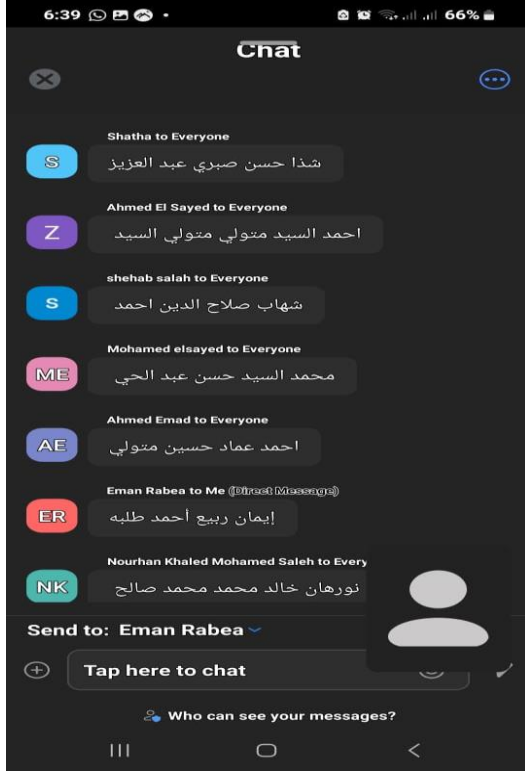 6:39
66%
Chat
Shatha to Everyone
S
شذا حسن صبري عبد العزيز
Ahmed El Sayed to Everyone
Z
احمد السيد متولي متولي السيد
shehab salah to Everyone
S
شهاب صلاح الدين احمد
Mohamed elsayed to Everyone
ME
محمد السيد حسن عبد الحي
Ahmed Emad to Everyone
AE
احمد عماد حسين متولي
Eman Rabea to Me (Direct Message)
ER
إيمان ربيع أحمد طلبه
Nourhan Khaled Mohamed Saleh to Every
NK
نورهان خالد محمد محمد صالح
Send to: Eman Rabea
Tap here to chat
Who can see your messages?